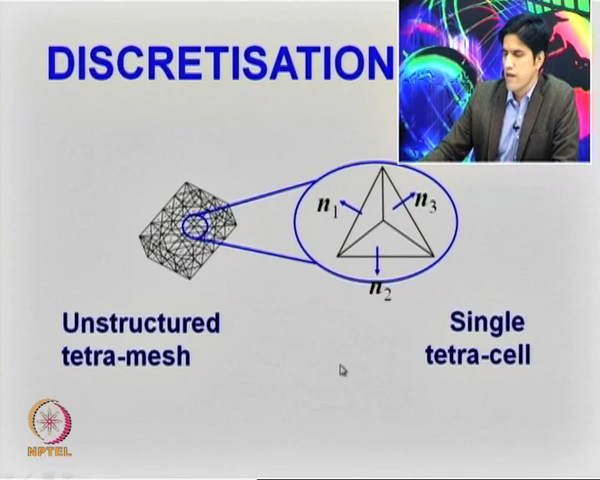 DISCRETISATION
n1
n3
n2
Unstructured
tetra-mesh
Single
tetra-cell
NPTEL